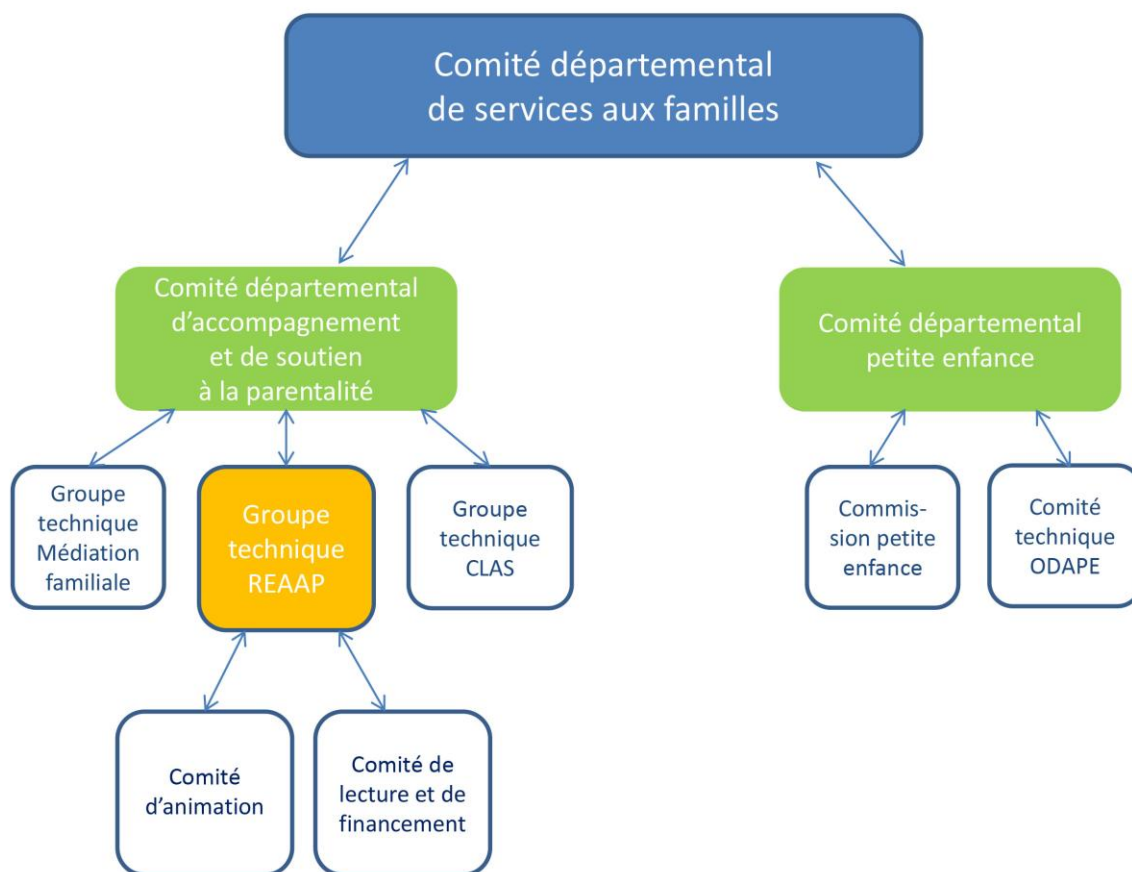 Comité départemental
de services aux familles
Comité départemental
d’accompagnement
et de soutien
à la parentalité
Comité départemental
petite enfance
Groupe
technique
Médiation
familiale
Groupe
technique
REAAP
Groupe
technique
CLAS
Commis-
sion petite
enfance
Comité
technique
ODAPE
Comité
d’animation
Comité de
lecture et de
financement